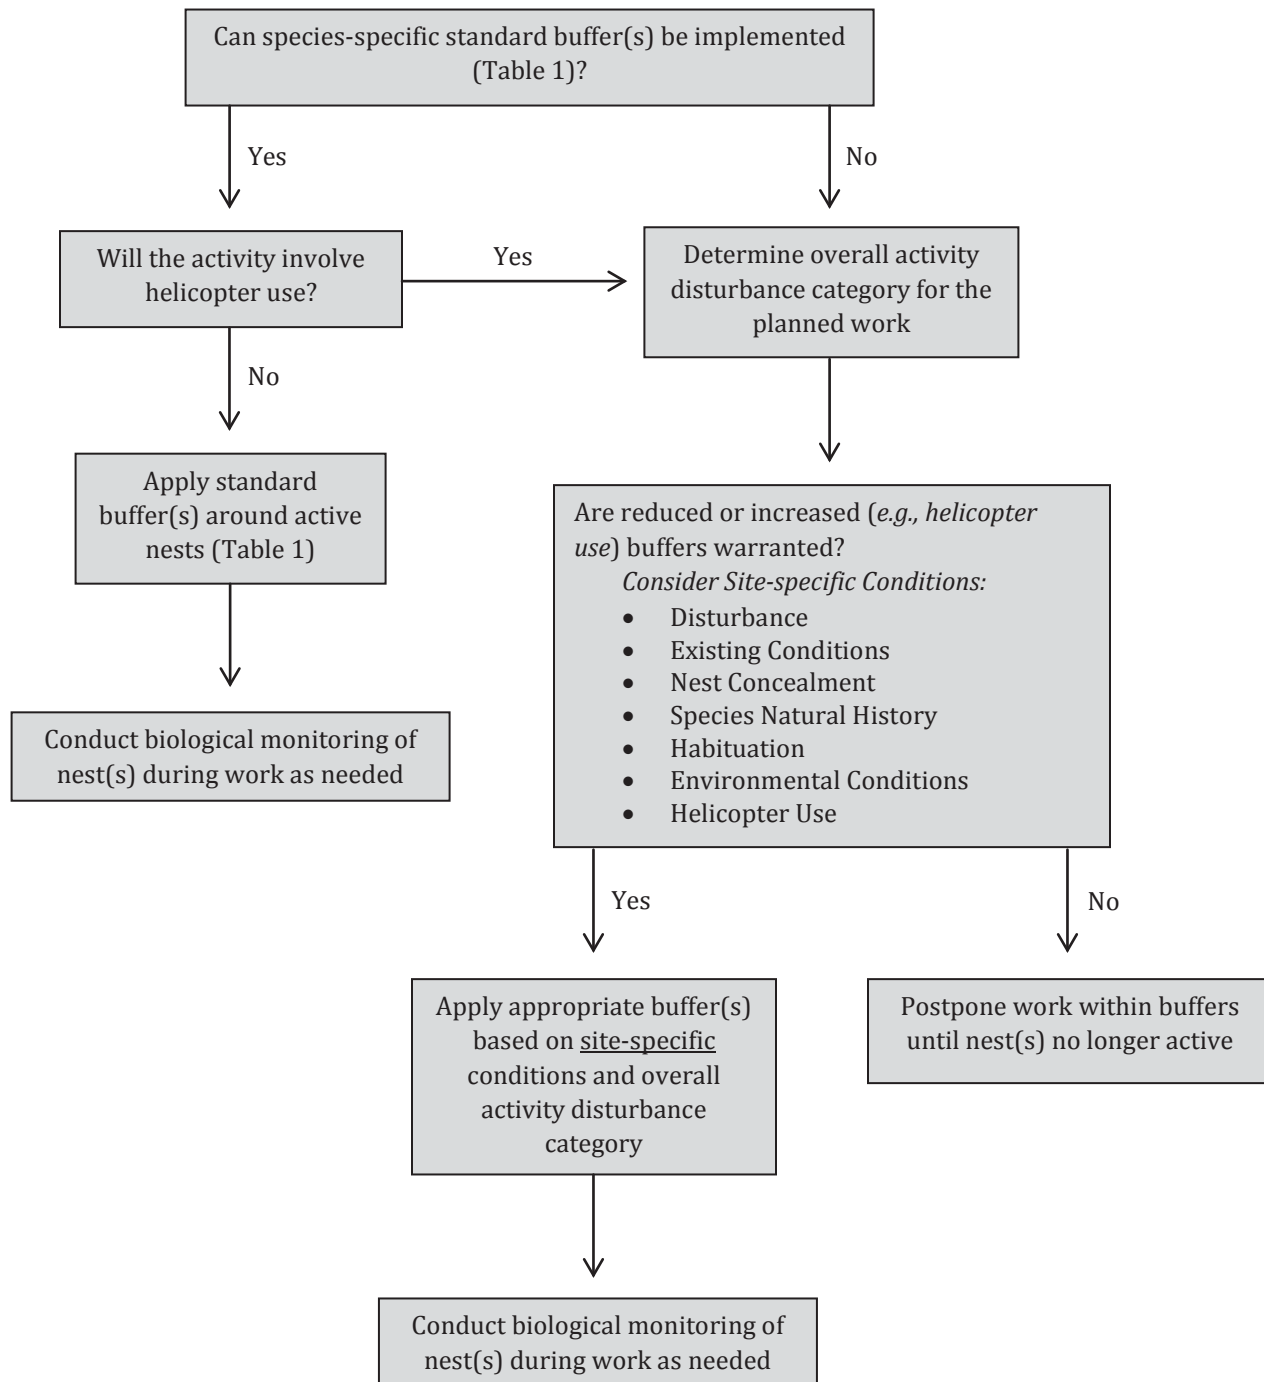 Can species-specific standard buffer(s) be implemented
(Table 1)?
Yes
No
Will the activity involve
helicopter use?
Yes
Determine overall activity
disturbance category for the
planned work
No
Apply standard
buffer(s) around active
nests (Table 1)
Are reduced or increased (e.g., helicopter
use) buffers warranted?
Consider Site-specific Conditions:
• Disturbance
• Existing Conditions
• Nest Concealment
• Species Natural History
• Habituation
• Environmental Conditions
• Helicopter Use
Conduct biological monitoring of
nest(s) during work as needed
Yes
No
Apply appropriate buffer(s)
based on site-specific
conditions and overall
activity disturbance
category
Postpone work within buffers
until nest(s) no longer active
Conduct biological monitoring of
nest(s) during work as needed